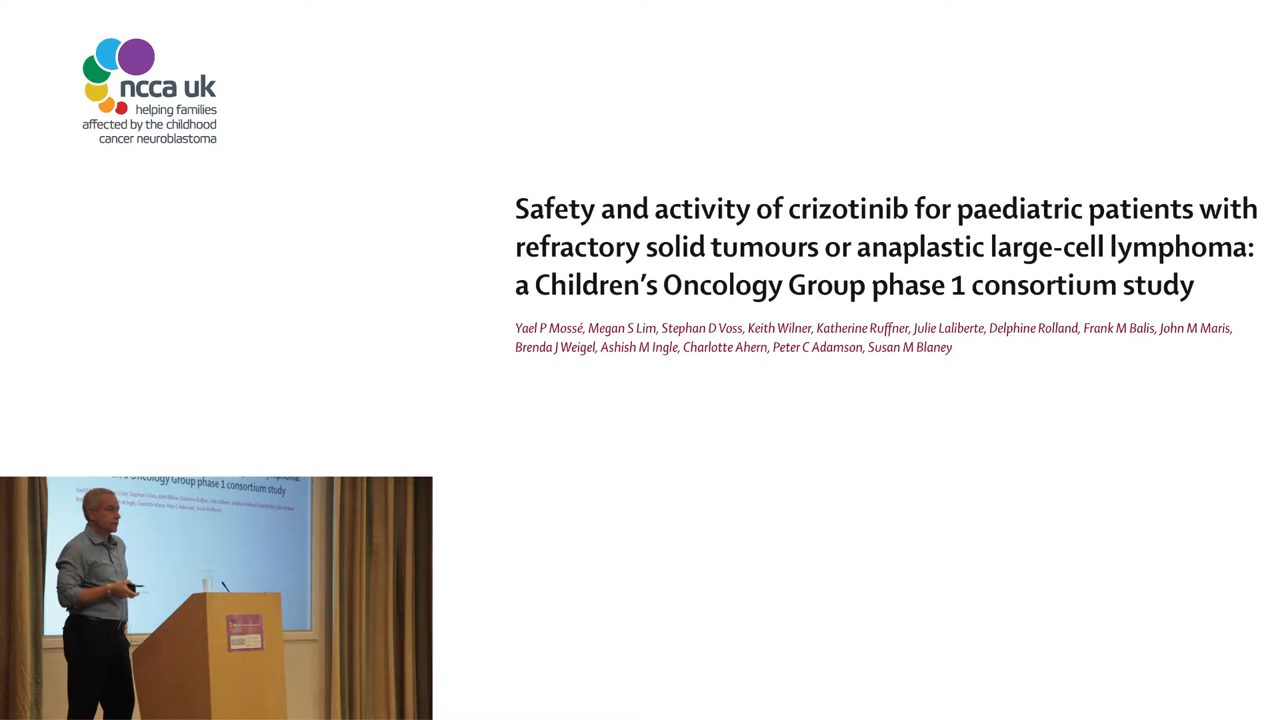 ncca uk
helping families
affected by the childhood
cancer neuroblastoma
Safety and activity of crizotinib for paediatric patients with
refractory solid tumours or anaplastic large-cell lymphoma:
a Children's Oncology Group phase 1 consortium study
Yael P Mossé, Megan S Lim, Stephan D Voss, Keith Wilner, Katherine Ruffner, Julie Laliberte, Delphine Rolland, Frank M Balis, John M Maris,
Brenda J Weigel, Ashish M Ingle, Charlotte Ahern, Peter C Adamson, Susan M Blaney
Oncology Group phase 1 consortium study